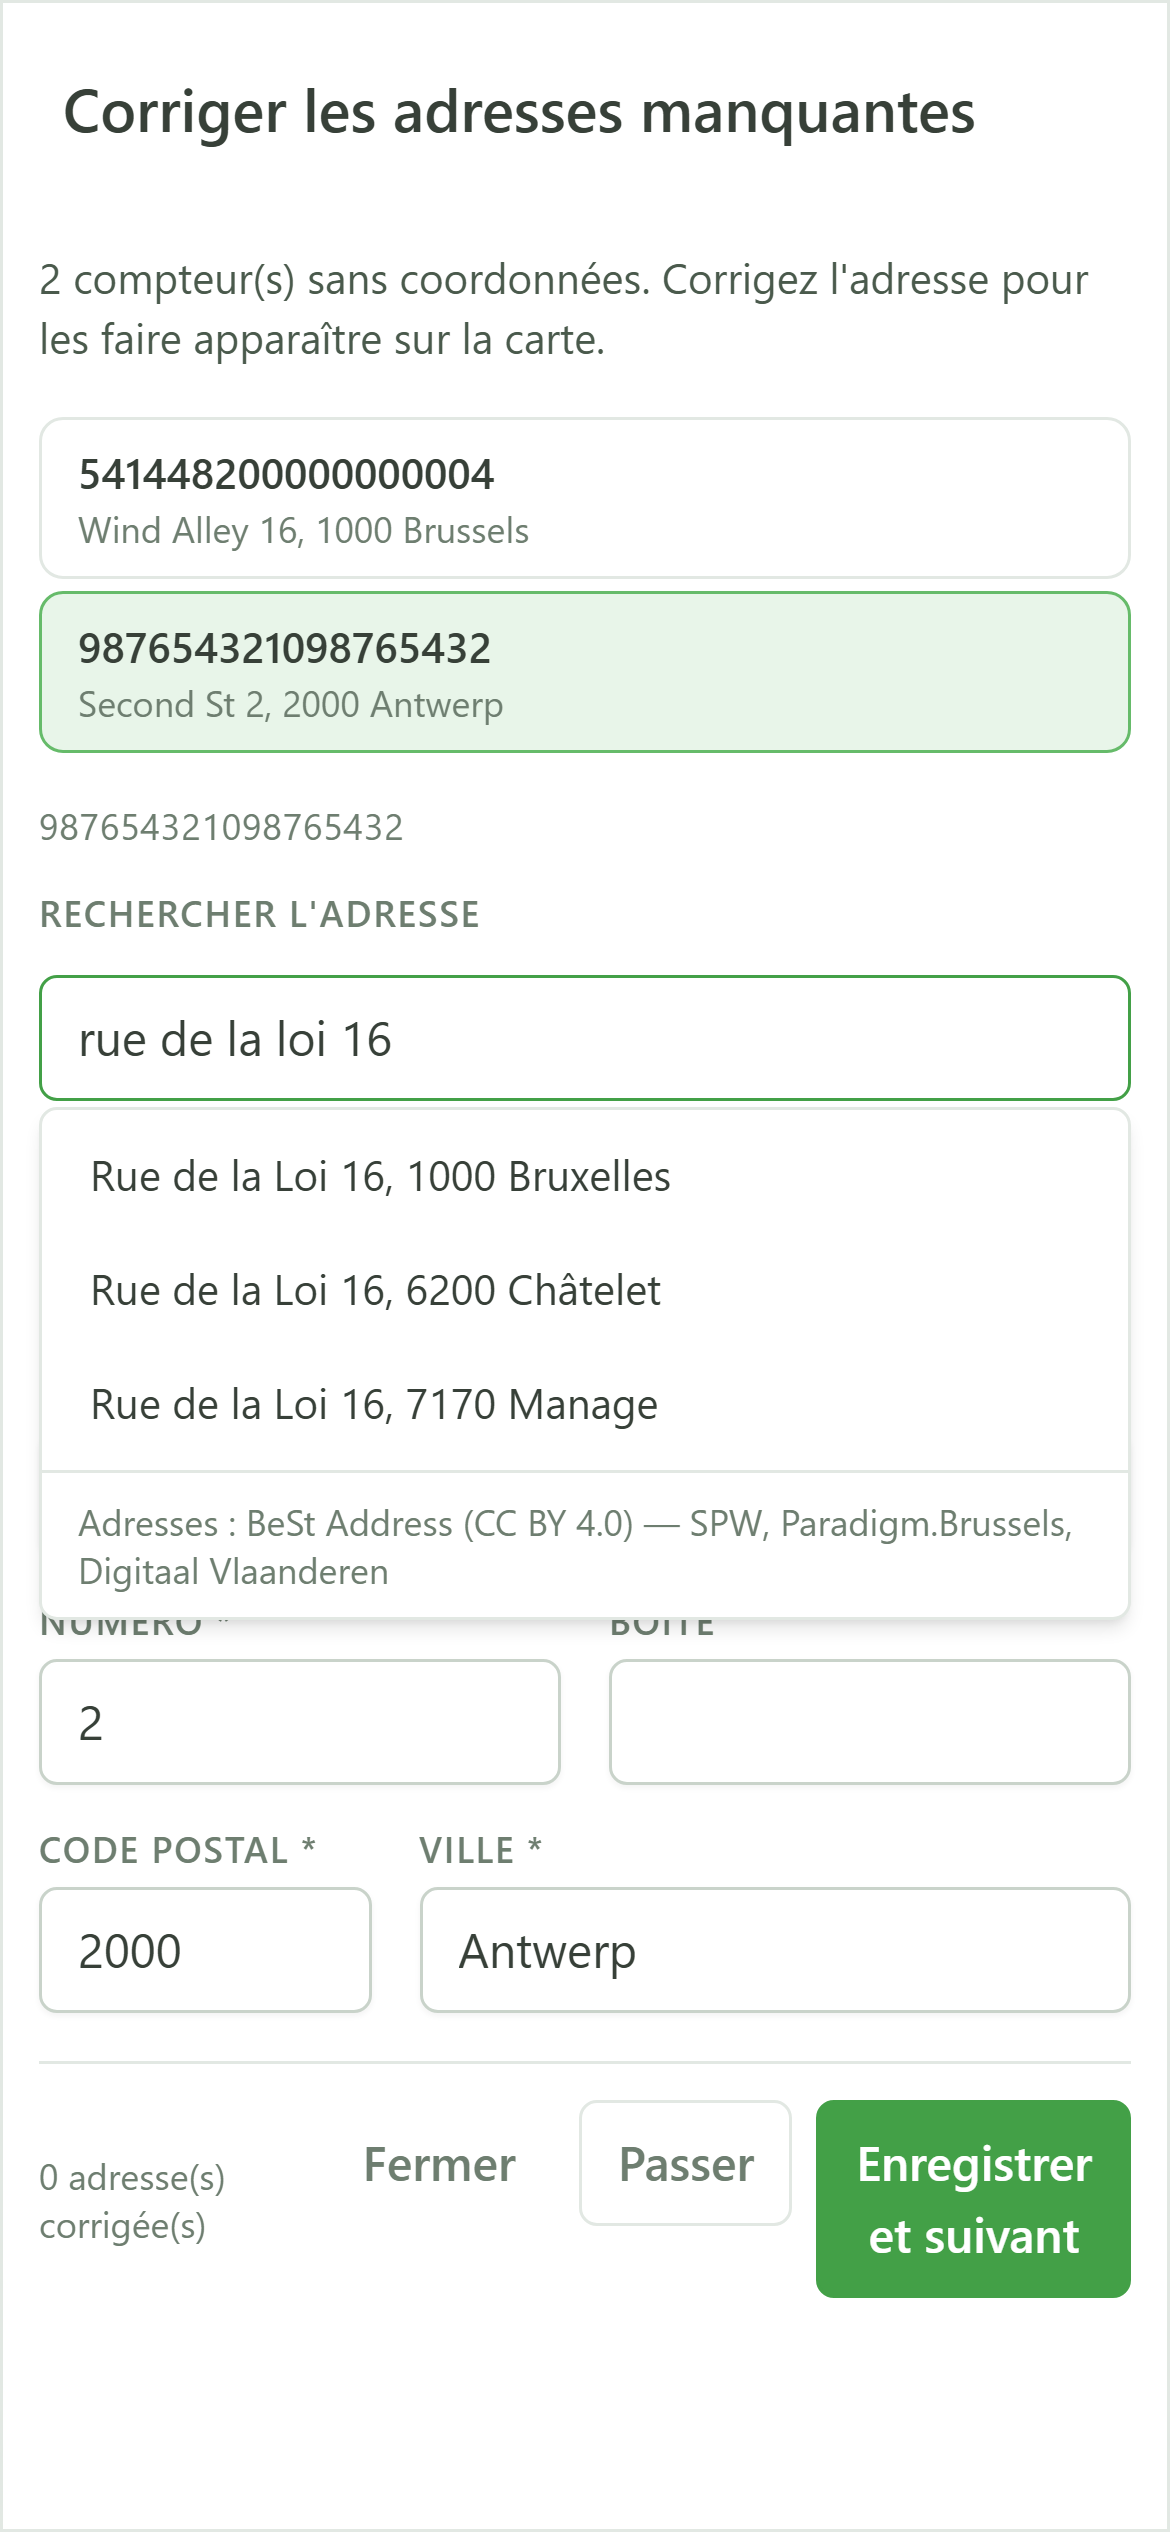 Corriger les adresses manquantes
2 compteur(s) sans coordonnées. Corrigez l'adresse pour
les faire apparaître sur la carte.
541448200000000004
Wind Alley 16, 1000 Brussels
987654321098765432
Second St 2, 2000 Antwerp
987654321098765432
RECHERCHER L'ADRESSE
rue de la loi 16
Rue de la Loi 16, 1000 Bruxelles
Rue de la Loi 16, 6200 Châtelet
Rue de la Loi 16, 7170 Manage
Adresses : BeSt Address (CC BY 4.0) — SPW, Paradigm.Brussels,
Digitaal Vlaanderen
NUMÉRO * BOÎTE
2
CODE POSTAL * VILLE *
2000 Antwerp
0 adresse(s)
corrigée(s)
Fermer
Passer
Enregistrer
et suivant